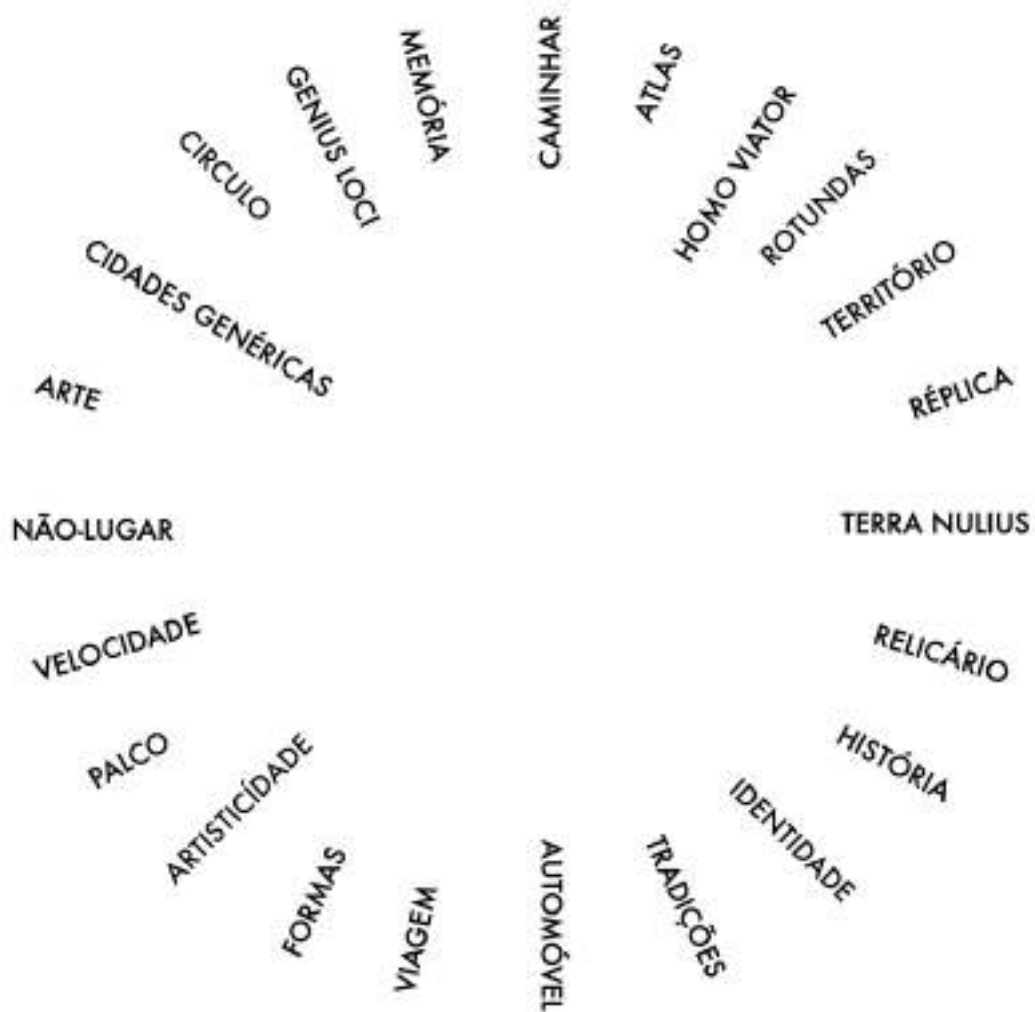 CAMINHAR
ATLAS
HOMO VIATOR
ROTUNDAS
TERRITÓRIO
RÉPLICA
TERRA NULIUS
RELICÁRIO
HISTÓRIA
IDENTIDADE
TRADIÇÕES
AUTOMÓVEL
VIAGEM
FORMAS
ARTISTICÍDADE
PALCO
VELOCIDADE
NÃO-LUGAR
ARTE
CIDADES GENÉRICAS
CIRCULO
GENIUS LOCI
MEMÓRIA